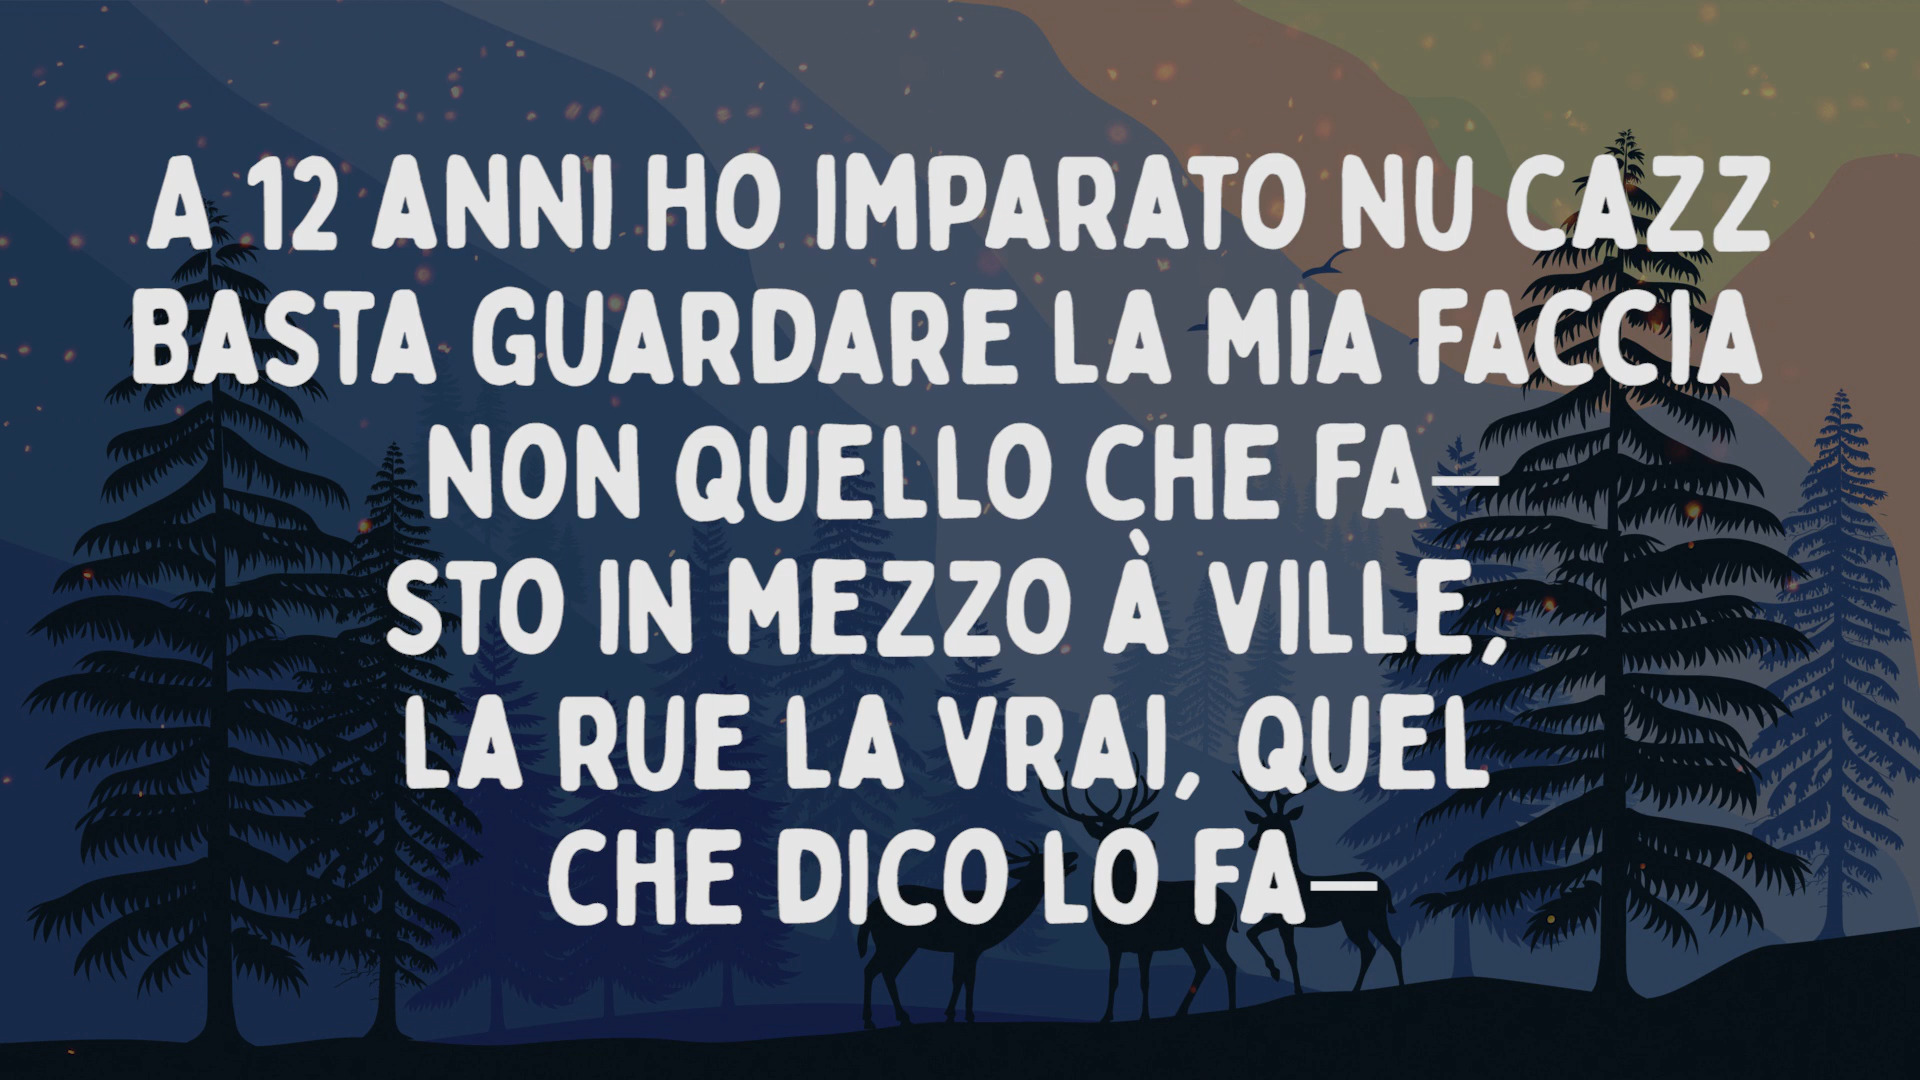 A 12 ANNI HO IMPARATO NU CAZZ
BASTA GUARDARE LA MIA FACCIA
NON QUELLO CHE FA—
STO IN MEZZO À VILLE,
LA RUE LA VRAI, QUEL
CHE DICO LO FA—